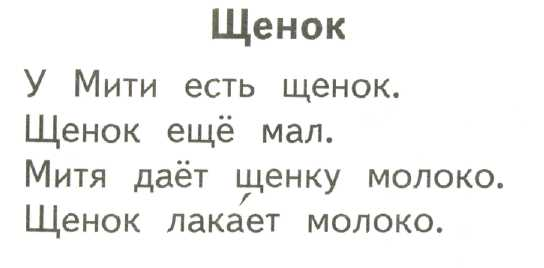 Щенок
У Мити есть щенок.
Щенок ещё мал.
Митя даёт щенку молоко.
Щенок лака́ет молоко.